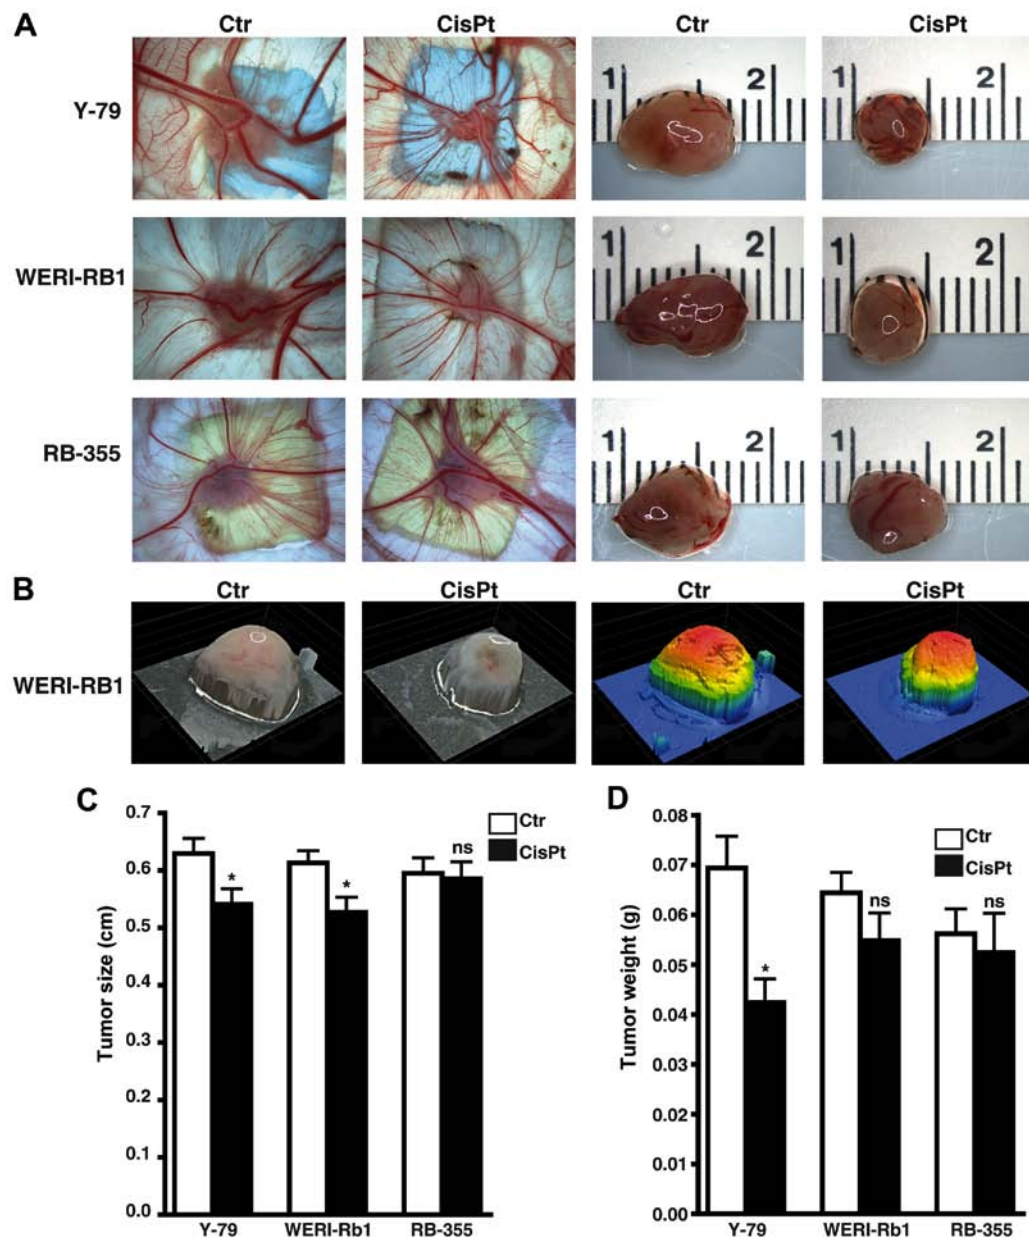 A
Ctr CisPt Ctr CisPt
Y-79
1 2 1 2
WERI-RB1
1 2 1 2
RB-355
1 2 1 2
B
Ctr CisPt Ctr CisPt
WERI-RB1
C
Tumor size (cm)
0.7
0.6
0.5
0.4
0.3
0.2
0.1
0.0
Ctr
CisPt
* * ns
Y-79 WERI-Rb1 RB-355
D
Tumor weight (g)
0.08
0.07
0.06
0.05
0.04
0.03
0.02
0.01
0.00
Ctr
CisPt
* ns ns
Y-79 WERI-Rb1 RB-355